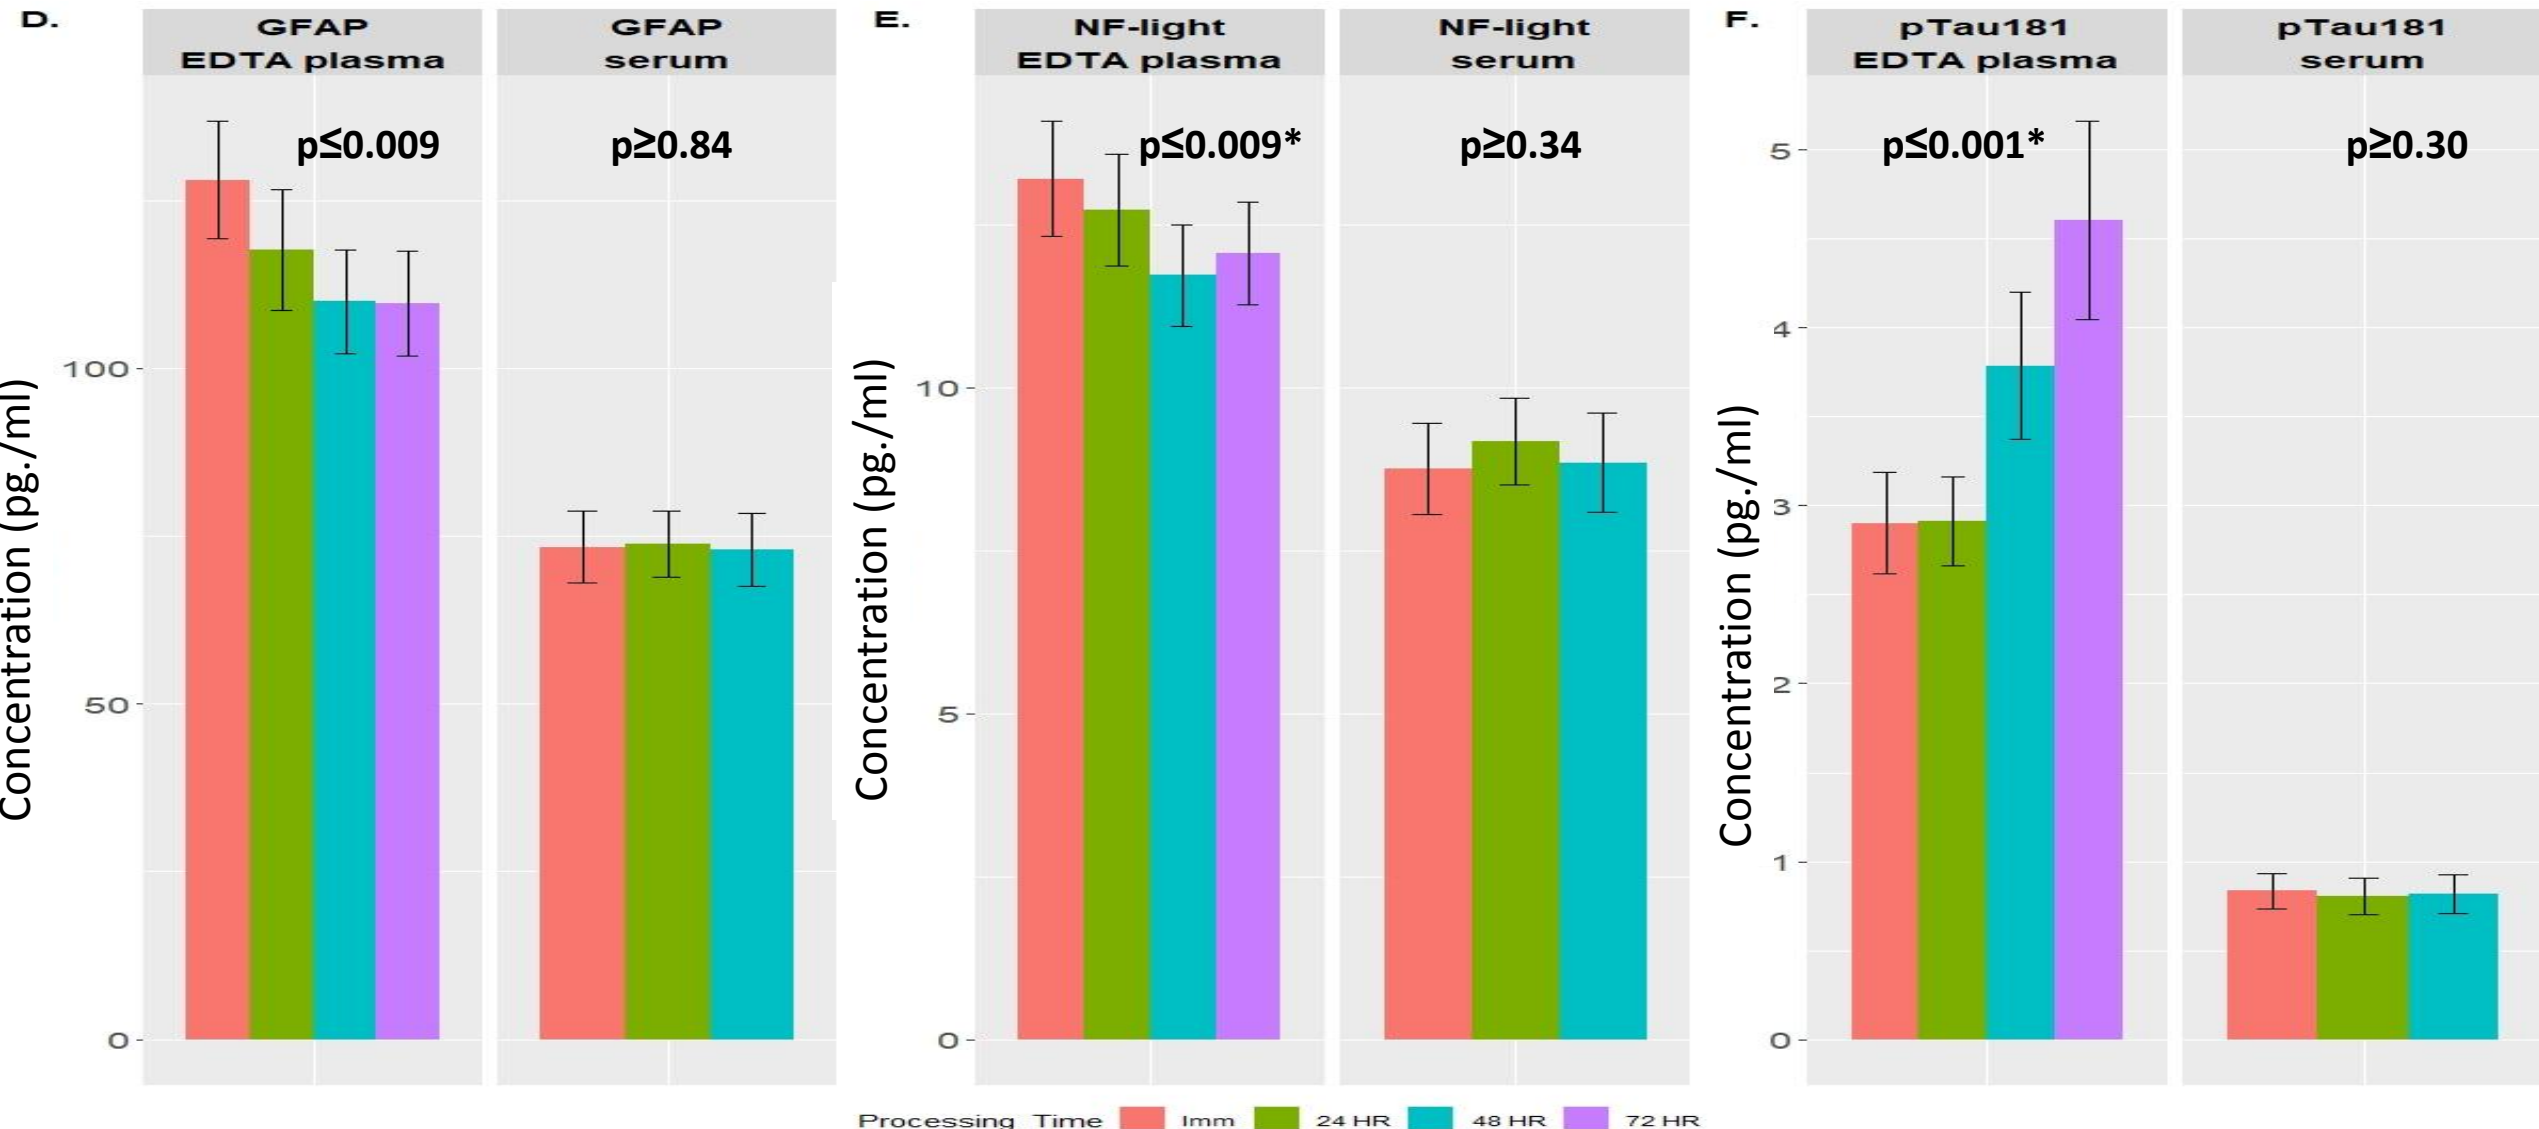 D.
GFAP
EDTA plasma
GFAP
serum
p≤0.009
p≥0.84
100
50
0
Concentration (pg./ml)
E.
NF-light
EDTA plasma
NF-light
serum
p≤0.009*
p≥0.34
10
5
0
Concentration (pg./ml)
F.
pTau181
EDTA plasma
pTau181
serum
p≤0.001*
p≥0.30
5
4
3
2
1
0
Concentration (pg./ml)
Processing Time Imm 24 HR 48 HR 72 HR